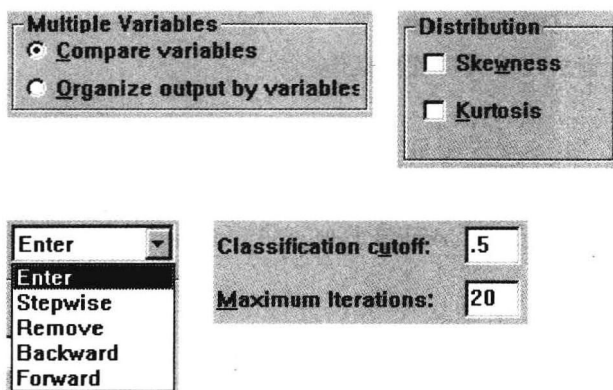 Multiple Variables
Compare variables
Organize output by variables
Distribution
Skewness
Kurtosis
Enter
Enter
Stepwise
Remove
Backward
Forward
Classification cutoff: .5
Maximum Iterations: 20